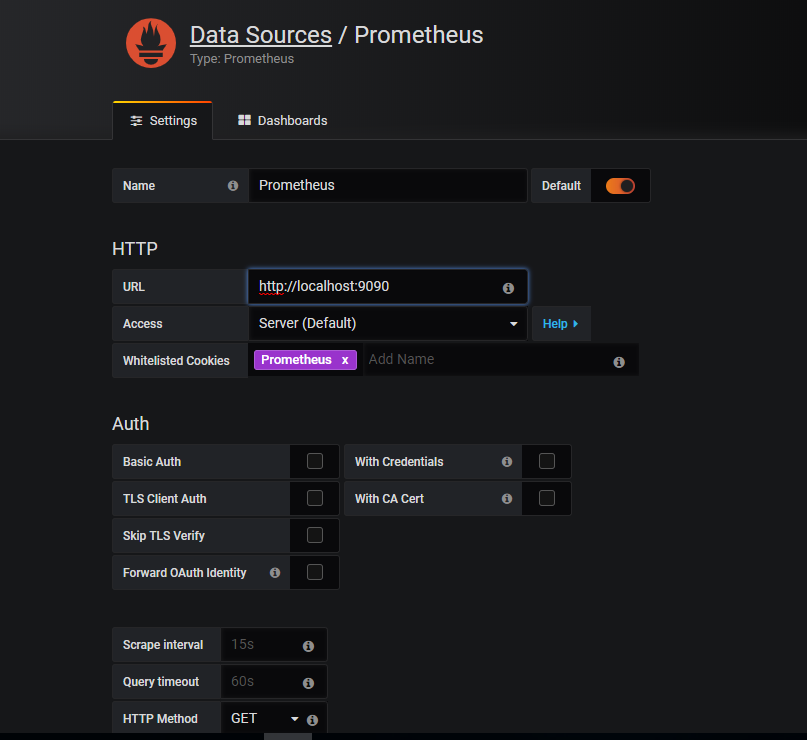 Data Sources / Prometheus
Type: Prometheus
Settings Dashboards
Name Prometheus Default
HTTP
URL http://localhost:9090
Access Server (Default) Help
Whitelisted Cookies Prometheus x Add Name
Auth
Basic Auth With Credentials
TLS Client Auth With CA Cert
Skip TLS Verify
Forward OAuth Identity
Scrape interval 15s
Query timeout 60s
HTTP Method GET